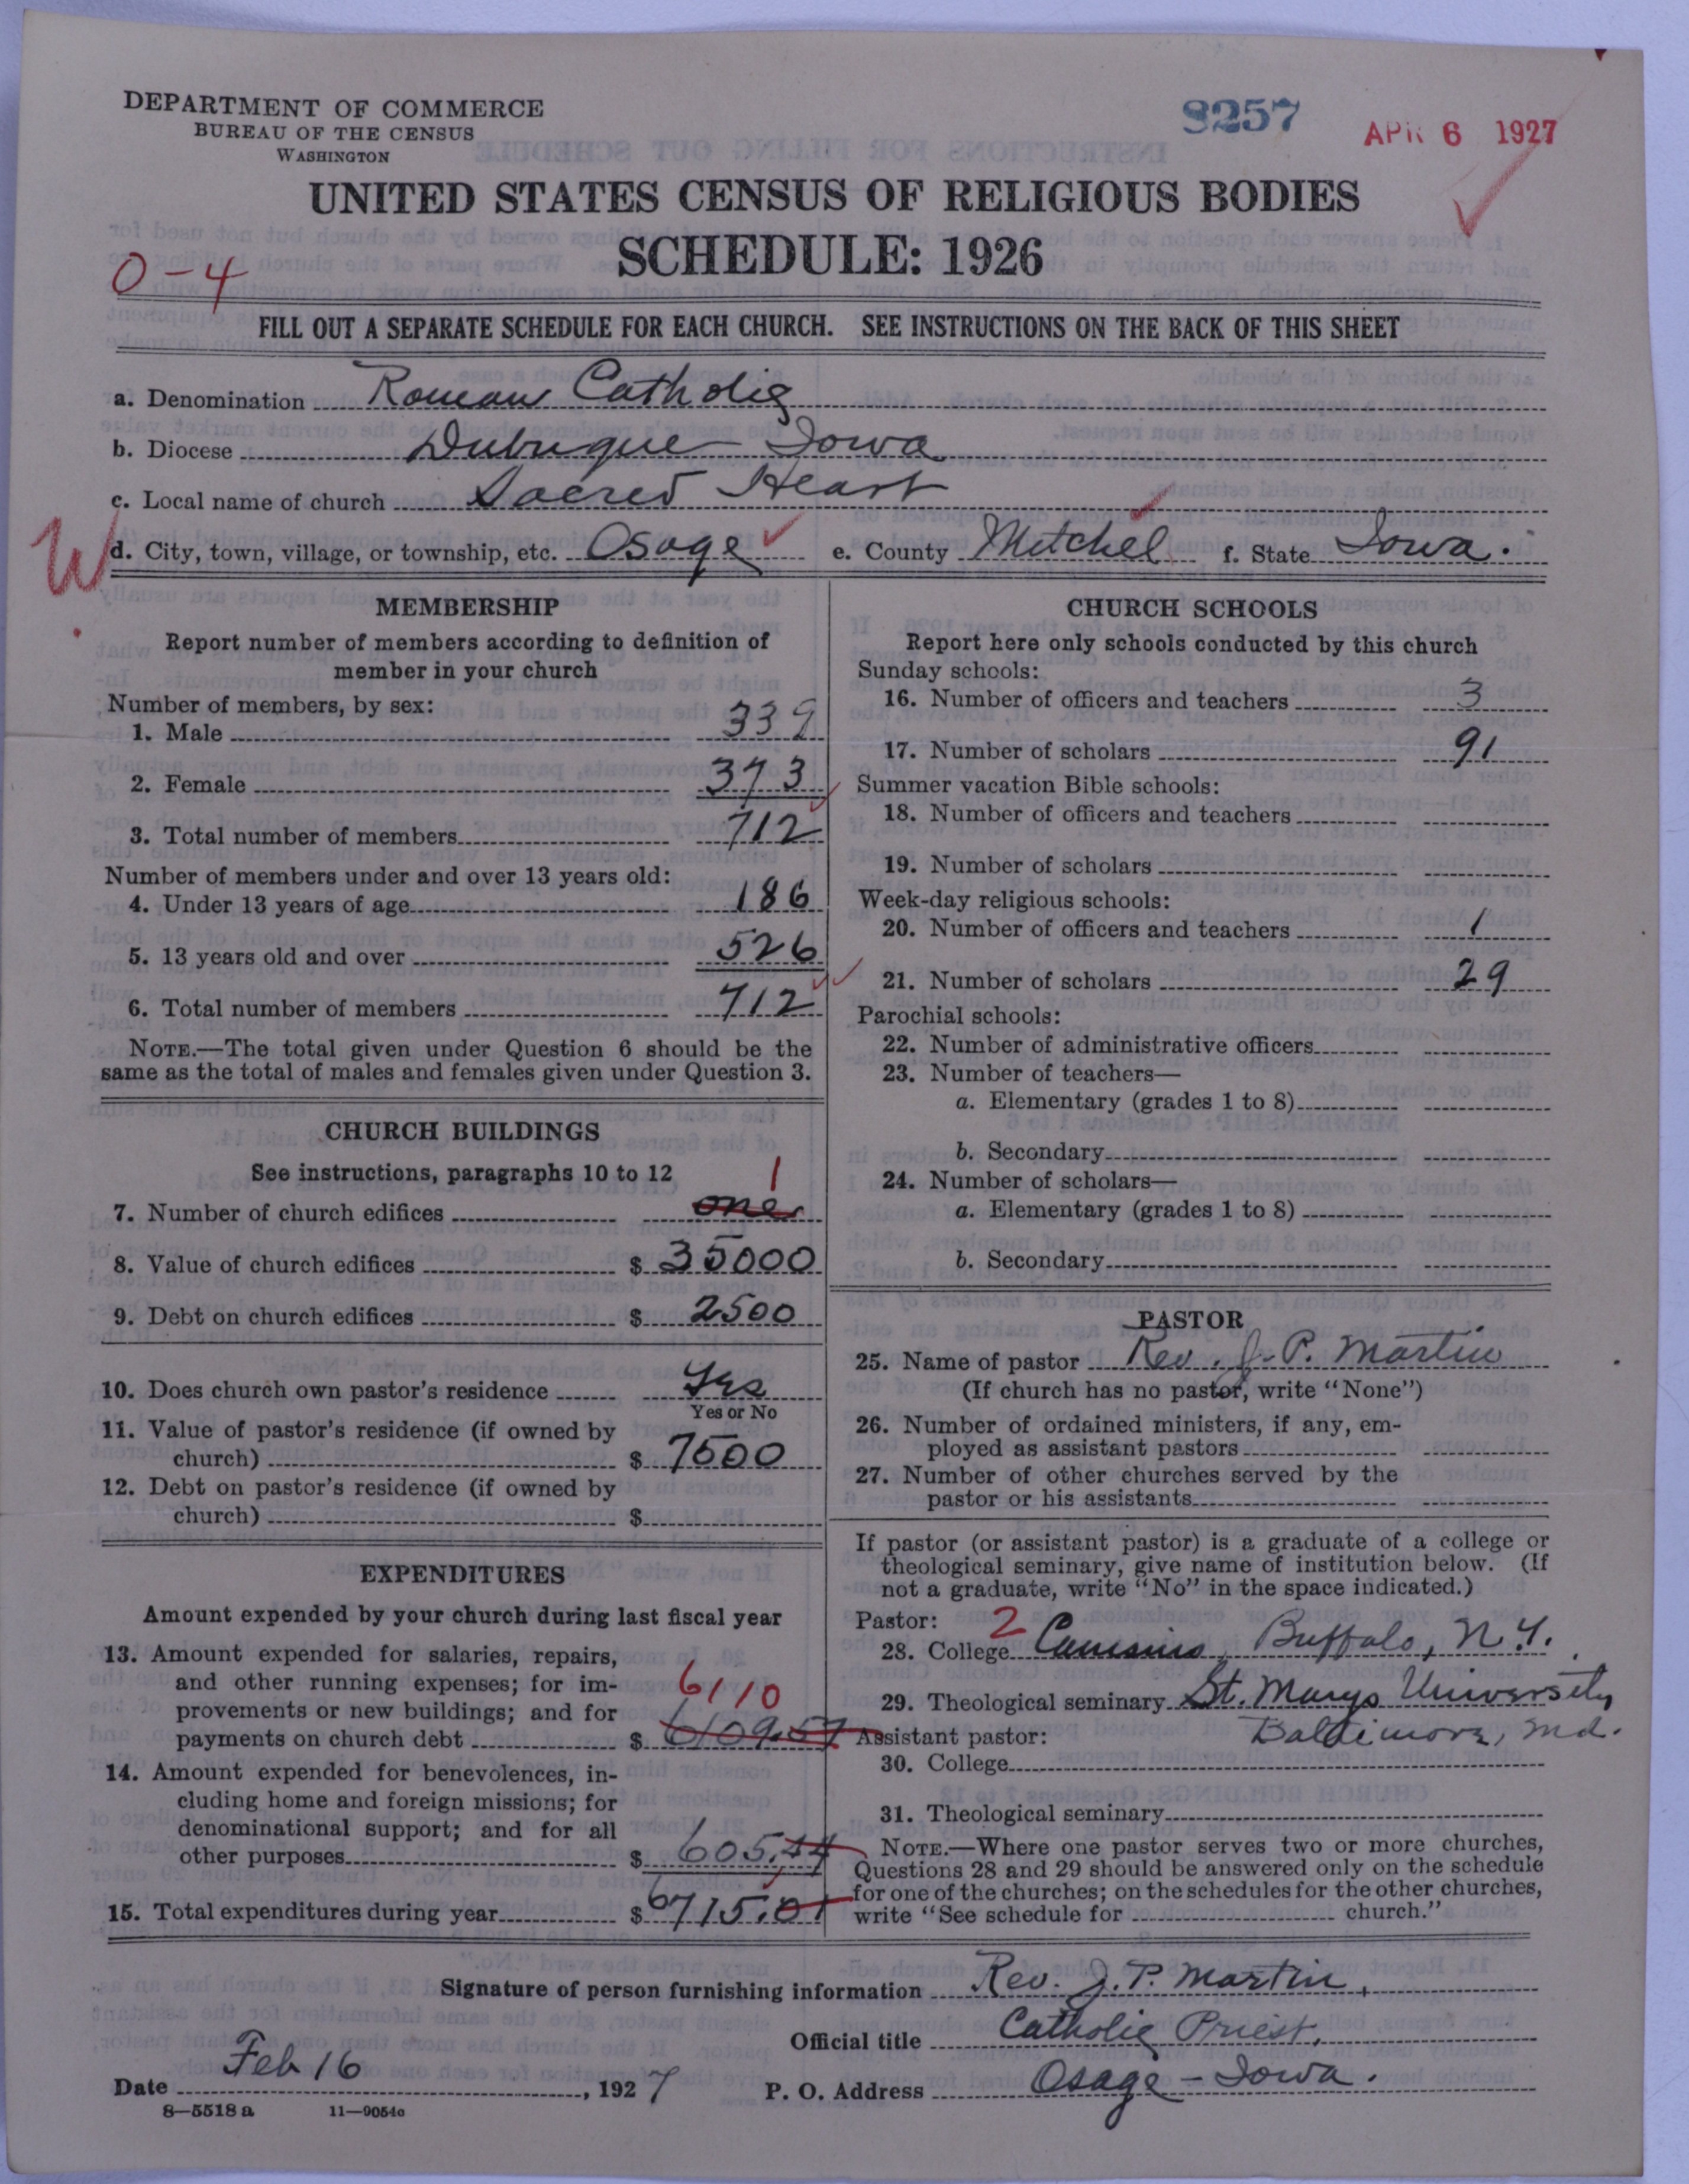 DEPARTMENT OF COMMERCE
BUREAU OF THE CENSUS
WASHINGTON
8257
APR 6 1927
UNITED STATES CENSUS OF RELIGIOUS BODIES
SCHEDULE: 1926
0-4
FILL OUT A SEPARATE SCHEDULE FOR EACH CHURCH. SEE INSTRUCTIONS ON THE BACK OF THIS SHEET
a. Denomination Roman Catholic
b. Diocese Dubuque - Iowa
c. Local name of church Sacred Heart
W
d. City, town, village, or township, etc. Osage e. County Mitchel f. State Iowa.
MEMBERSHIP
Report number of members according to definition of
member in your church
Number of members, by sex:
1. Male 339
2. Female 373
3. Total number of members 712
Number of members under and over 13 years old:
4. Under 13 years of age 186
5. 13 years old and over 526
6. Total number of members 712
NOTE.—The total given under Question 6 should be the
same as the total of males and females given under Question 3.
CHURCH BUILDINGS
See instructions, paragraphs 10 to 12
1
7. Number of church edifices one
8. Value of church edifices $ 35000
9. Debt on church edifices $ 2500
10. Does church own pastor's residence Yes
Yes or No
11. Value of pastor's residence (if owned by
church) $ 7500
12. Debt on pastor's residence (if owned by
church) $
EXPENDITURES
Amount expended by your church during last fiscal year
13. Amount expended for salaries, repairs,
and other running expenses; for im-
6110
provements or new buildings; and for
payments on church debt $ 6109.57
14. Amount expended for benevolences, in-
cluding home and foreign missions; for
denominational support; and for all
other purposes $ 605.44
15. Total expenditures during year $ 6715.01
CHURCH SCHOOLS
Report here only schools conducted by this church
Sunday schools:
16. Number of officers and teachers 3
17. Number of scholars 91
Summer vacation Bible schools:
18. Number of officers and teachers
19. Number of scholars
Week-day religious schools:
20. Number of officers and teachers 1
21. Number of scholars 29
Parochial schools:
22. Number of administrative officers
23. Number of teachers—
a. Elementary (grades 1 to 8)
b. Secondary
24. Number of scholars—
a. Elementary (grades 1 to 8)
b. Secondary
PASTOR
25. Name of pastor Rev. J. P. Martin
(If church has no pastor, write "None")
26. Number of ordained ministers, if any, em-
ployed as assistant pastors
27. Number of other churches served by the
pastor or his assistants
If pastor (or assistant pastor) is a graduate of a college or
theological seminary, give name of institution below. (If
not a graduate, write "No" in the space indicated.)
Pastor: 2
28. College Canisius Buffalo, N.Y.
29. Theological seminary St. Marys University
Baltimore, Md.
Assistant pastor:
30. College
31. Theological seminary
NOTE.—Where one pastor serves two or more churches,
Questions 28 and 29 should be answered only on the schedule
for one of the churches; on the schedules for the other churches,
write "See schedule for church."
Signature of person furnishing information Rev. J. P. Martin,
Official title Catholic Priest.
Date Feb 16, 1927 P. O. Address Osage - Iowa.
8—5518a 11—9054a